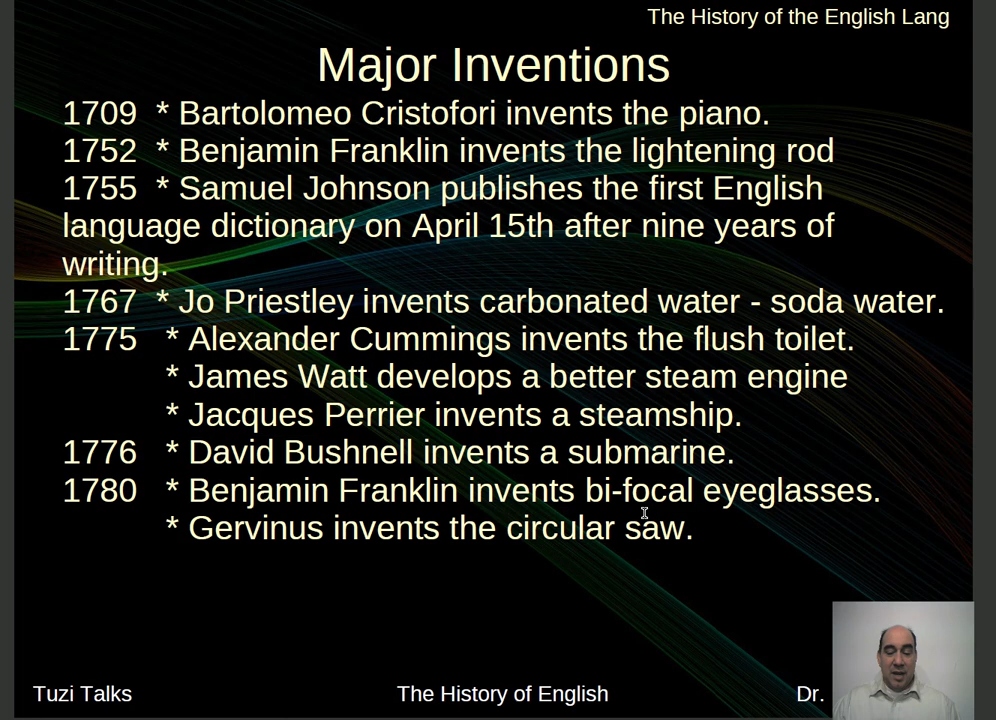 The History of the English Lang
Major Inventions
1709 * Bartolomeo Cristofori invents the piano.
1752 * Benjamin Franklin invents the lightening rod
1755 * Samuel Johnson publishes the first English
language dictionary on April 15th after nine years of
writing.
1767 * Jo Priestley invents carbonated water - soda water.
1775 * Alexander Cummings invents the flush toilet.
* James Watt develops a better steam engine
* Jacques Perrier invents a steamship.
1776 * David Bushnell invents a submarine.
1780 * Benjamin Franklin invents bi-focal eyeglasses.
* Gervinus invents the circular saw.
Tuzi Talks The History of English Dr.